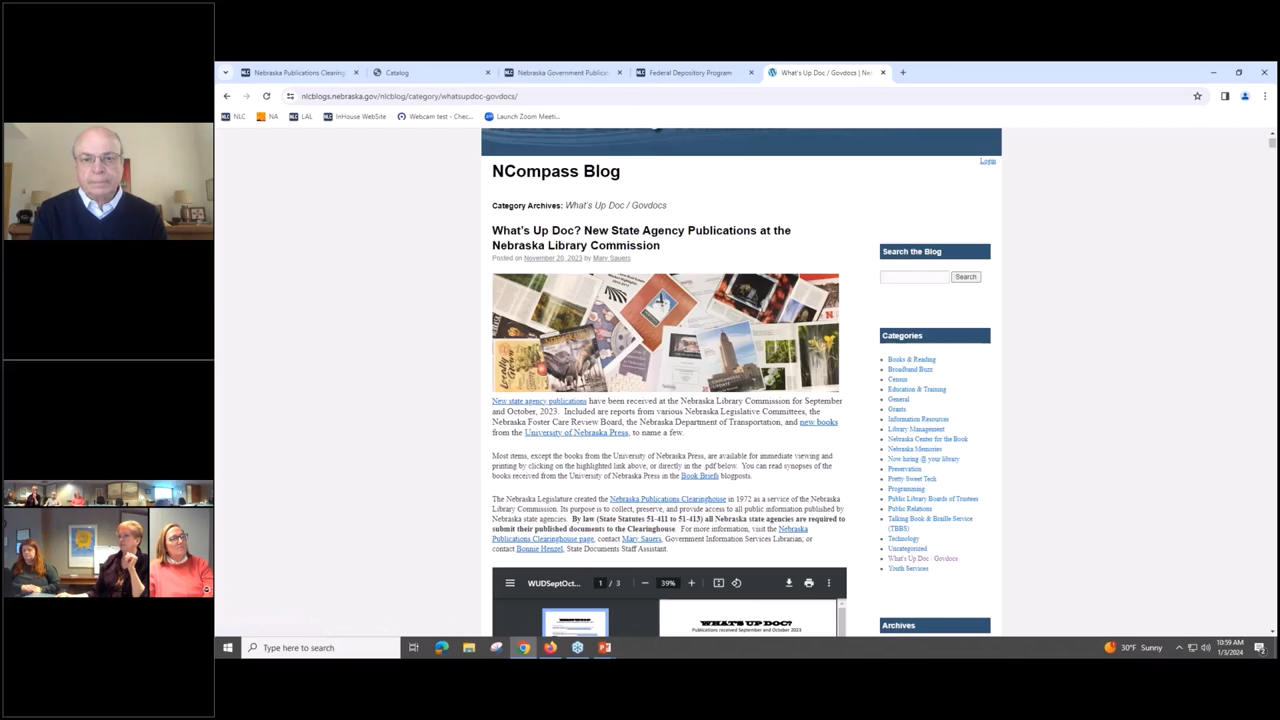 Nebraska Publications Clearing
Catalog
Nebraska Government Publicat
Federal Depository Program
What's Up Doc / Govdocs | Ne
nlcblogs.nebraska.gov/nlcblog/category/whatsupdoc-govdocs/
NLC
NA
LAL
InHouse WebSite
Webcam test - Chec...
Launch Zoom Meeti...
Login
NCompass Blog
Category Archives: What's Up Doc / Govdocs
What's Up Doc? New State Agency Publications at the
Nebraska Library Commission
Posted on November 20, 2023 by Mary Sauers
New state agency publications have been received at the Nebraska Library Commission for September
and October, 2023. Included are reports from various Nebraska Legislative Committees, the
Nebraska Foster Care Review Board, the Nebraska Department of Transportation, and new books
from the University of Nebraska Press, to name a few.
Most items, except the books from the University of Nebraska Press, are available for immediate viewing and
printing by clicking on the highlighted link above, or directly in the .pdf below. You can read synopses of the
books received from the University of Nebraska Press in the Book Briefs blogposts.
The Nebraska Legislature created the Nebraska Publications Clearinghouse in 1972 as a service of the Nebraska
Library Commission. Its purpose is to collect, preserve, and provide access to all public information published by
Nebraska state agencies. By law (State Statutes 51-411 to 51-413) all Nebraska state agencies are required to
submit their published documents to the Clearinghouse. For more information, visit the Nebraska
Publications Clearinghouse page, contact Mary Sauers, Government Information Services Librarian; or
contact Bonnie Henzel, State Documents Staff Assistant.
WUDSeptOct...
1 / 3
39%
WHAT'S UP DOC?
Publications received September and October 2023
Search the Blog
Search
Categories
Books & Reading
Broadband Buzz
Census
Education & Training
General
Grants
Information Resources
Library Management
Nebraska Center for the Book
Nebraska Memories
Now hiring @ your library
Preservation
Pretty Sweet Tech
Programming
Public Library Boards of Trustees
Public Relations
Talking Book & Braille Service
(TBBS)
Technology
Uncategorized
What's Up Doc / Govdocs
Youth Services
Archives
Type here to search
30°F Sunny
10:59 AM
1/3/2024